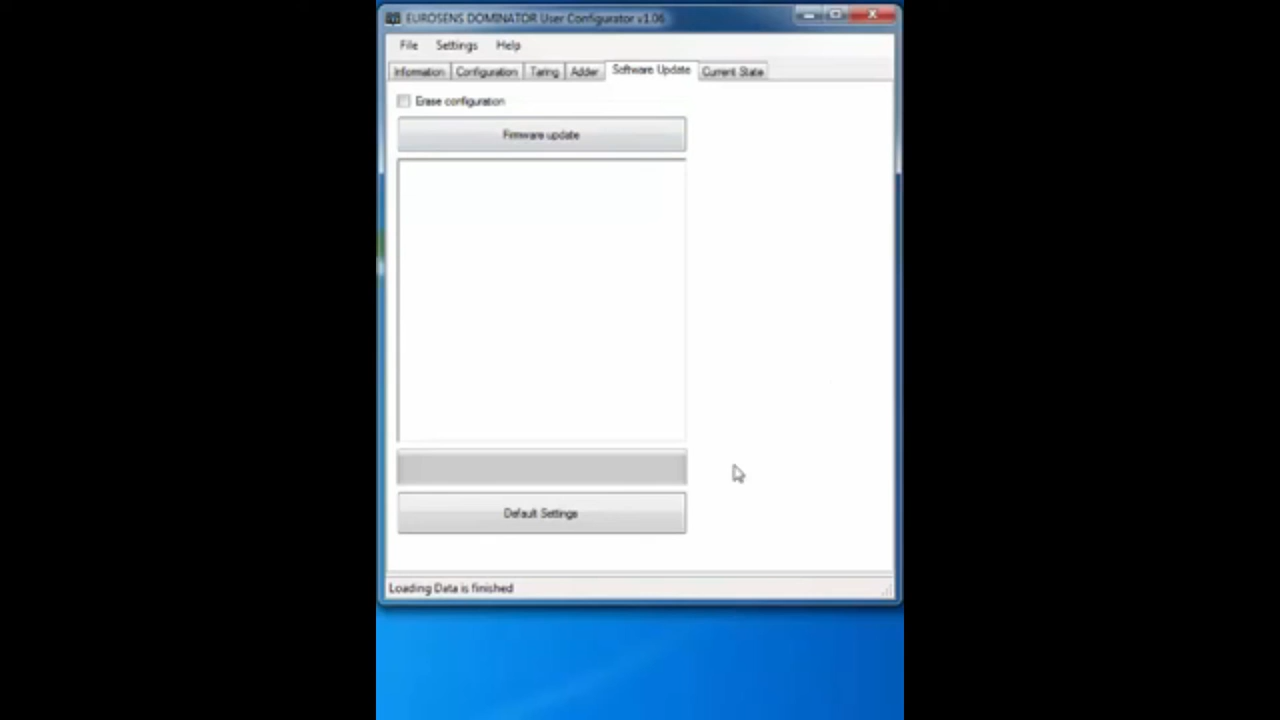 EUROSENS DOMINATOR User Configurator v1.06
File Settings Help
Information Configuration Taring Adder Software Update Current State
Erase configuration
Firmware update
Default Settings
Loading Data is finished